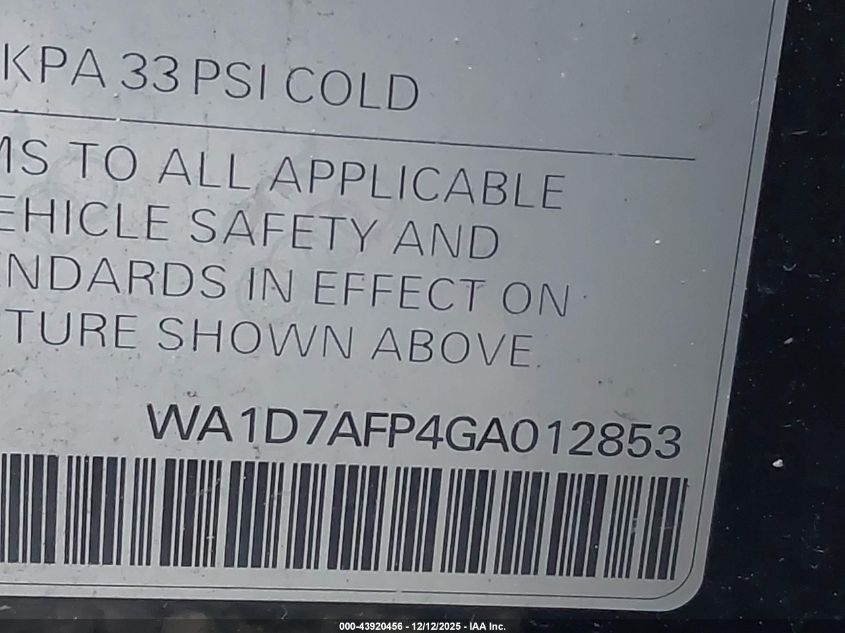 KPA 33 PSI COLD
MS TO ALL APPLICABLE
EHICLE SAFETY AND
NDARDS IN EFFECT ON
TURE SHOWN ABOVE.
WA1D7AFP4GA012853
000-43920456 - 12/12/2025 - IAA Inc.